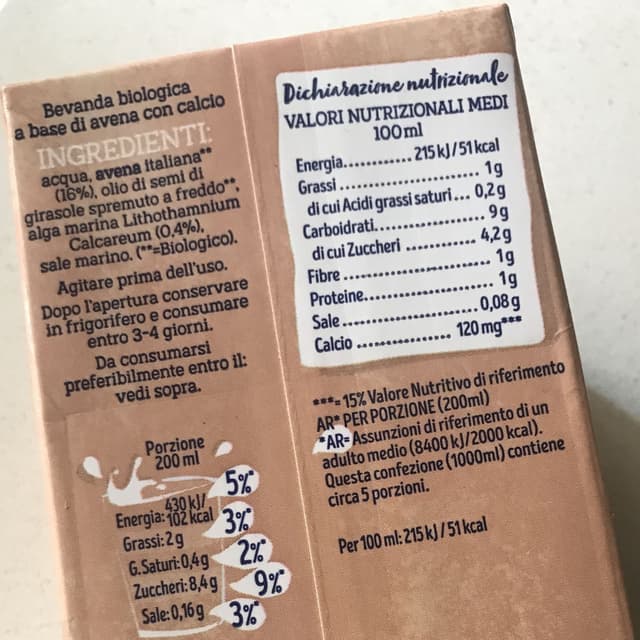 Bevanda biologica
a base di avena con calcio
INGREDIENTI:
acqua, avena italiana**
(16%), olio di semi di
girasole spremuto a freddo**,
alga marina Lithothamnium
Calcareum (0,4%),
sale marino. (**=Biologico).
Agitare prima dell'uso.
Dopo l'apertura conservare
in frigorifero e consumare
entro 3-4 giorni.
Da consumarsi
preferibilmente entro il:
vedi sopra.
Porzione
200 ml
430 kJ/ 5%*
Energia: 102 kcal
Grassi: 2 g 3%*
G. Saturi: 0,4 g 2%*
Zuccheri: 8,4 g 9%*
Sale: 0,16 g 3%*
Dichiarazione nutrizionale
VALORI NUTRIZIONALI MEDI
100 ml
Energia............ 215 kJ / 51 kcal
Grassi ........................ 1 g
di cui Acidi grassi saturi... 0,2 g
Carboidrati.................... 9 g
di cui Zuccheri ............ 4,2 g
Fibre .......................... 1 g
Proteine....................... 1 g
Sale........................ 0,08 g
Calcio ................ 120 mg***
***= 15% Valore Nutritivo di riferimento
AR* PER PORZIONE (200ml)
*AR= Assunzioni di riferimento di un
adulto medio (8400 kJ/2000 kcal).
Questa confezione (1000ml) contiene
circa 5 porzioni.
Per 100 ml: 215 kJ / 51 kcal